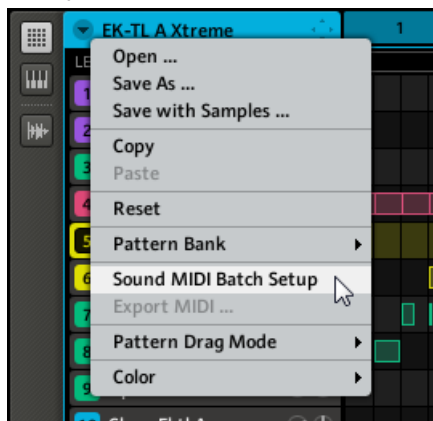 EK-TL A Xtreme
1
LE
Open ...
1
Save As ...
Save with Samples ...
2
Copy
3
Paste
4
Reset
5
Pattern Bank
6
Sound MIDI Batch Setup
7
Export MIDI ...
8
Pattern Drag Mode
9
Color